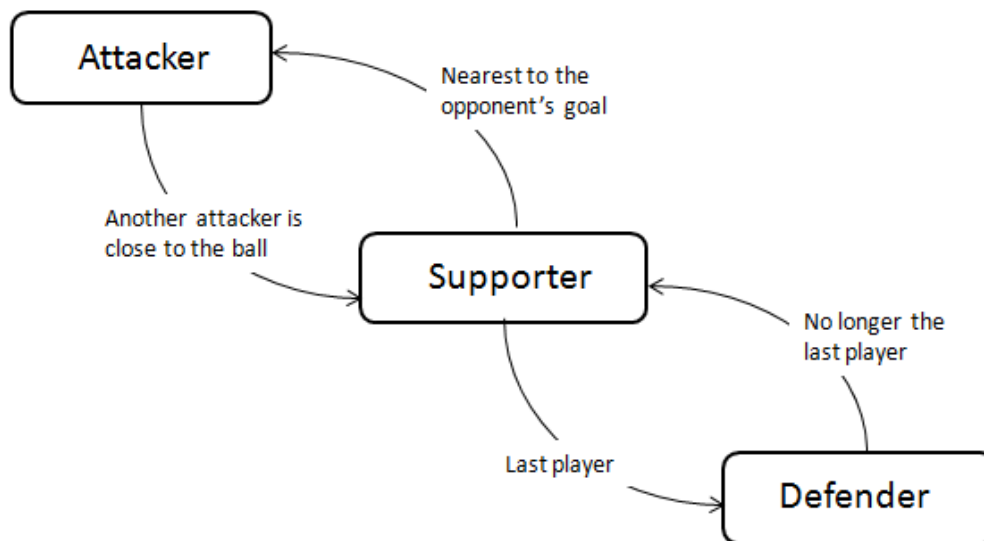 Attacker
Nearest to the
opponent’s goal
Another attacker is
close to the ball
Supporter
No longer the
last player
Last player
Defender